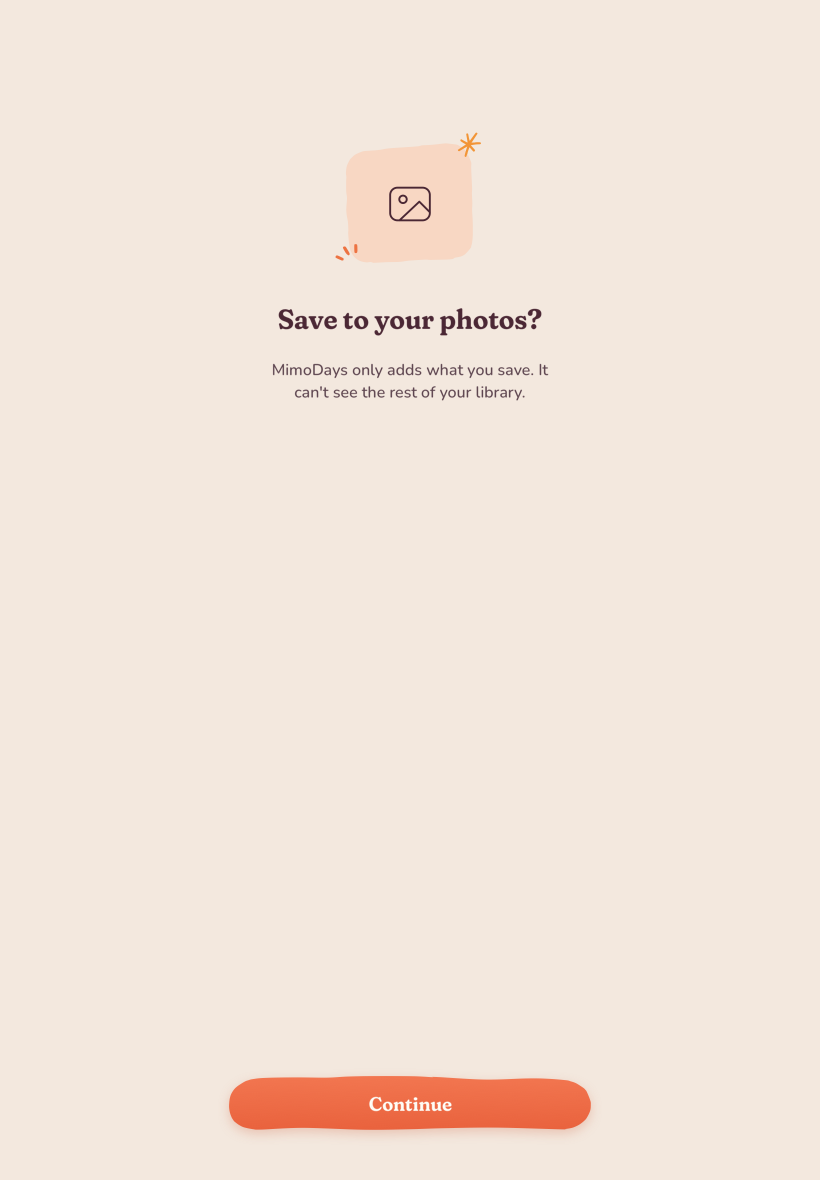 Save to your photos?
MimoDays only adds what you save. It
can't see the rest of your library.
Continue